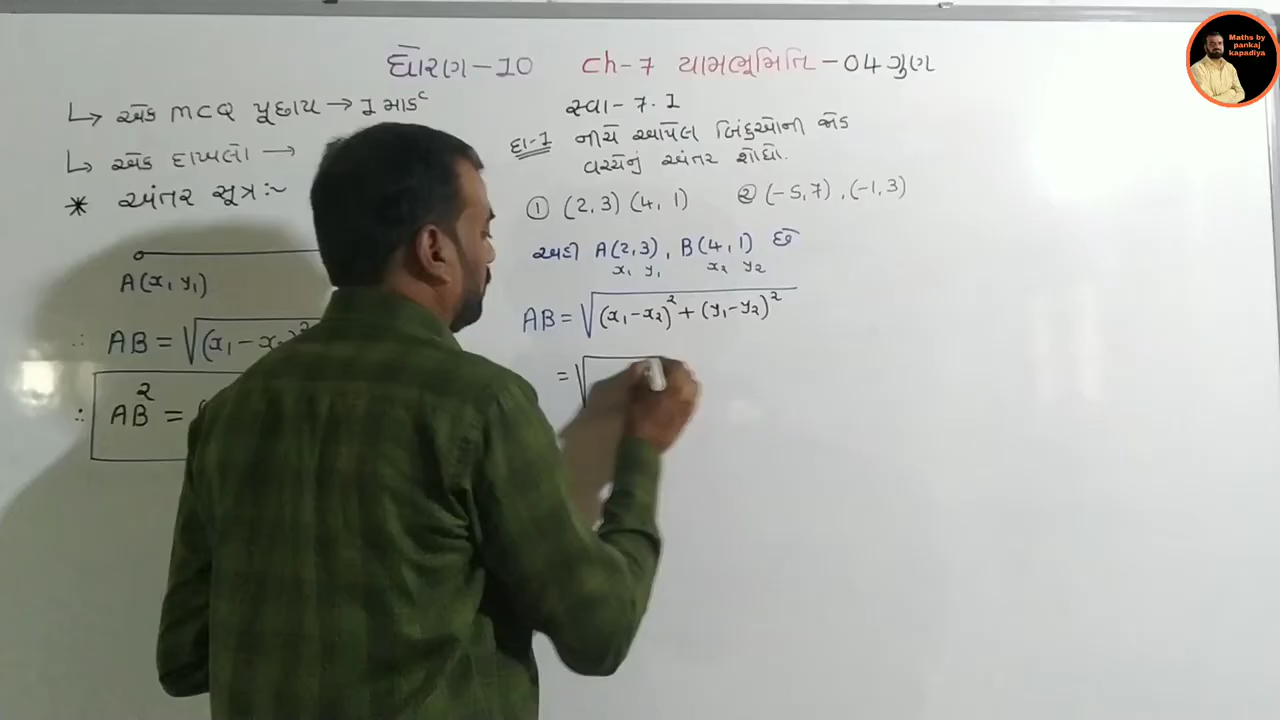 ધોરણ-10 Ch-7 યામભૂમિતિ-04 ગુણ
↳ એક MCQ પૂછાય → 1 માર્ક
↳ એક દાખલો →
* અંતર સૂત્ર :~
A(x₁ y₁)
∴ AB = √(x₁-x₂)²
∴ AB² =
સ્વા- 7.1
દા-1 નીચે આપેલ બિંદુઓની જોડ
વચ્ચેનું અંતર શોધો.
① (2,3) (4,1) ② (-5,7), (-1,3)
અહીં A(2,3), B(4,1) છે
x₁ y₁ x₂ y₂
AB = √(x₁-x₂)² + (y₁-y₂)²
= √
Maths by
pankaj
kapadiya